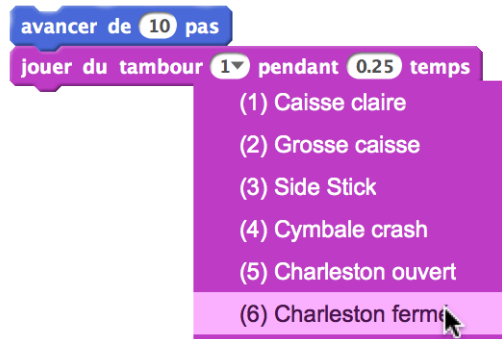 avancer de 10 pas
jouer du tambour 1 pendant 0.25 temps
(1) Caisse claire
(2) Grosse caisse
(3) Side Stick
(4) Cymbale crash
(5) Charleston ouvert
(6) Charleston fermé